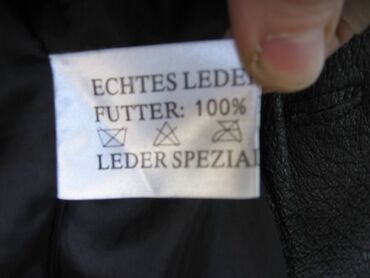 ECHTES LEDE
FUTTER: 100%
LEDER SPEZIAL